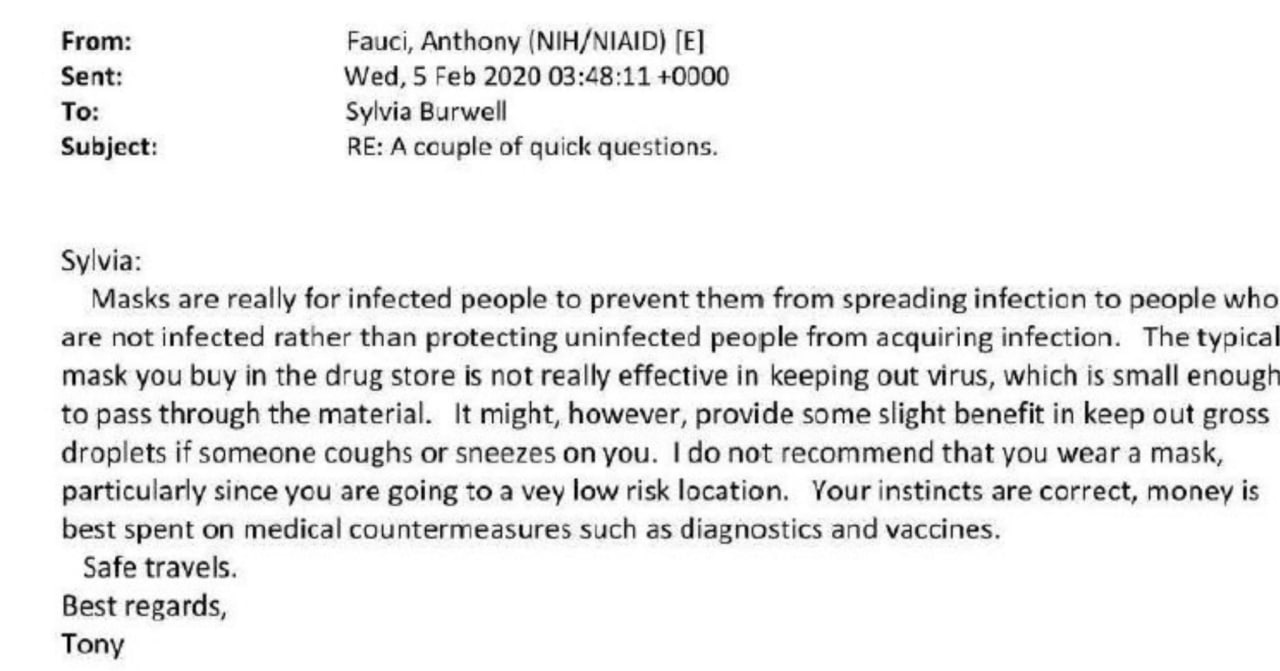 From: Fauci, Anthony (NIH/NIAID) [E]
Sent: Wed, 5 Feb 2020 03:48:11 +0000
To: Sylvia Burwell
Subject: RE: A couple of quick questions.
Sylvia:
Masks are really for infected people to prevent them from spreading infection to people who
are not infected rather than protecting uninfected people from acquiring infection. The typical
mask you buy in the drug store is not really effective in keeping out virus, which is small enough
to pass through the material. It might, however, provide some slight benefit in keep out gross
droplets if someone coughs or sneezes on you. I do not recommend that you wear a mask,
particularly since you are going to a vey low risk location. Your instincts are correct, money is
best spent on medical countermeasures such as diagnostics and vaccines.
Safe travels.
Best regards,
Tony